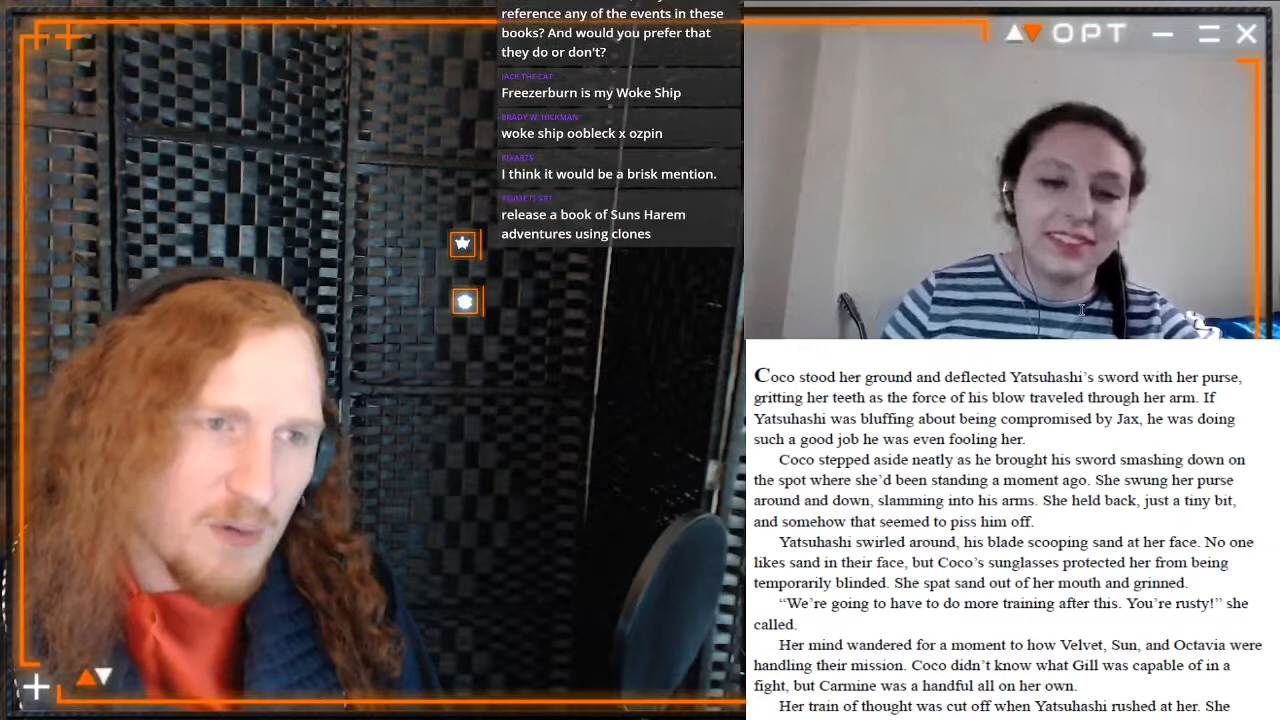 reference any of the events in these
books? And would you prefer that
they do or don't?
JACK THE CAT
Freezerburn is my Woke Ship
BRADY W. HICKMAN
woke ship oobleck x ozpin
I think it would be a brisk mention.
release a book of Suns Harem
adventures using clones
OPT
Coco stood her ground and deflected Yatsuhashi’s sword with her purse,
gritting her teeth as the force of his blow traveled through her arm. If
Yatsuhashi was bluffing about being compromised by Jax, he was doing
such a good job he was even fooling her.
Coco stepped aside neatly as he brought his sword smashing down on
the spot where she’d been standing a moment ago. She swung her purse
around and down, slamming into his arms. She held back, just a tiny bit,
and somehow that seemed to piss him off.
Yatsuhashi swirled around, his blade scooping sand at her face. No one
likes sand in their face, but Coco’s sunglasses protected her from being
temporarily blinded. She spat sand out of her mouth and grinned.
“We’re going to have to do more training after this. You’re rusty!” she
called.
Her mind wandered for a moment to how Velvet, Sun, and Octavia were
handling their mission. Coco didn’t know what Gill was capable of in a
fight, but Carmine was a handful all on her own.
Her train of thought was cut off when Yatsuhashi rushed at her. She